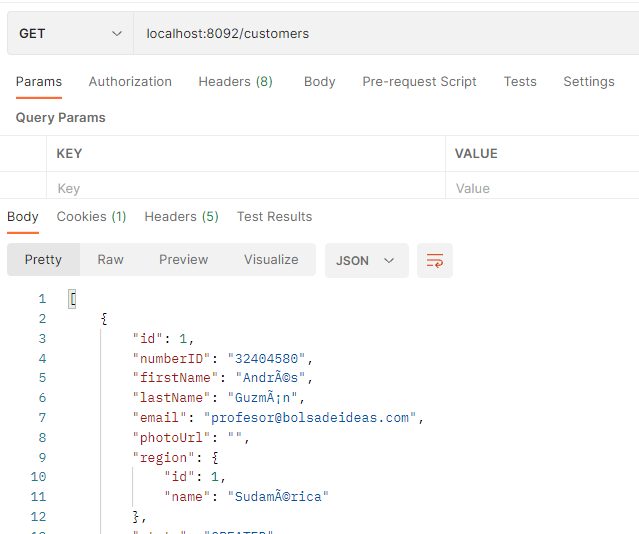 GET localhost:8092/customers
Params Authorization Headers (8) Body Pre-request Script Tests Settings
Query Params
KEY VALUE
Key Value
Body Cookies (1) Headers (5) Test Results
Pretty Raw Preview Visualize JSON
1 [
2 {
3 "id": 1,
4 "numberID": "32404580",
5 "firstName": "AndrÃ©s",
6 "lastName": "GuzmÃ¡n",
7 "email": "profesor@bolsadeideas.com",
8 "photoUrl": "",
9 "region": {
10 "id": 1,
11 "name": "SudamÃ©rica"
12 },